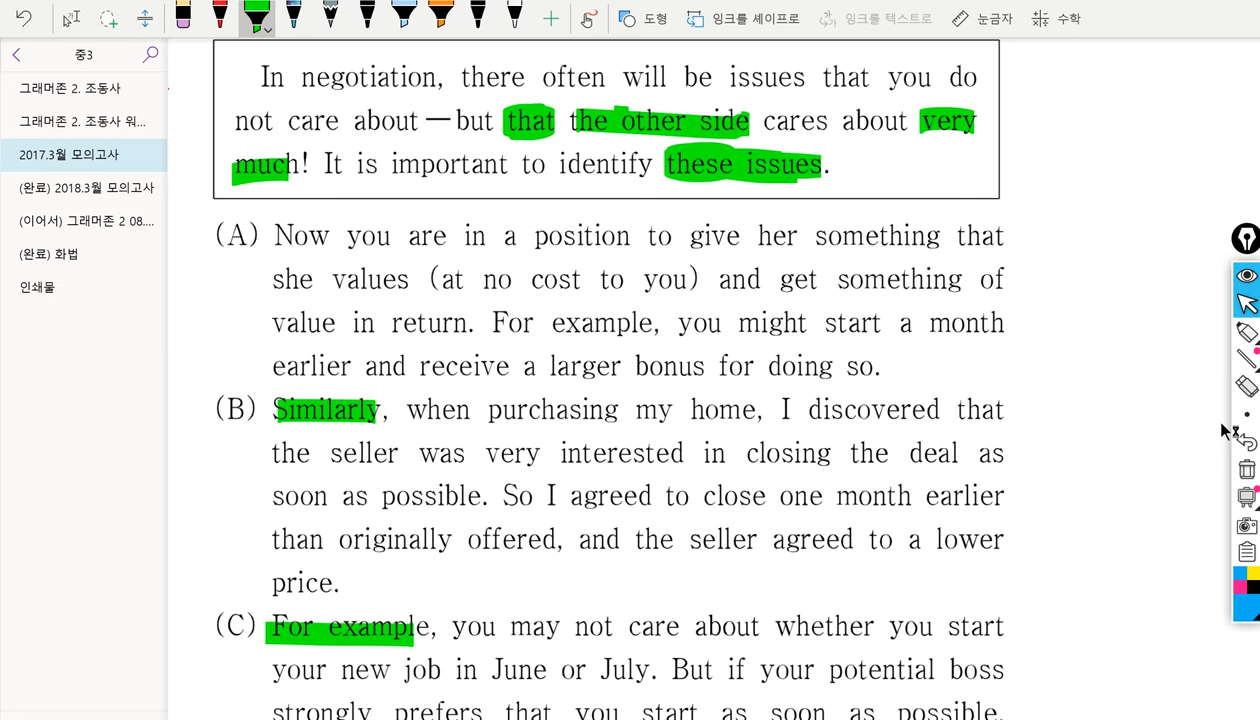 도형 잉크를 셰이프로 잉크를 텍스트로 눈금자 수학
중3
그래머존 2. 조동사
그래머존 2. 조동사 워...
2017.3월 모의고사
(완료) 2018.3월 모의고사
(이어서) 그래머존 2 08....
(완료) 화법
인쇄물
In negotiation, there often will be issues that you do
not care about—but that the other side cares about very
much! It is important to identify these issues.
(A) Now you are in a position to give her something that
she values (at no cost to you) and get something of
value in return. For example, you might start a month
earlier and receive a larger bonus for doing so.
(B) Similarly, when purchasing my home, I discovered that
the seller was very interested in closing the deal as
soon as possible. So I agreed to close one month earlier
than originally offered, and the seller agreed to a lower
price.
(C) For example, you may not care about whether you start
your new job in June or July. But if your potential boss
strongly prefers that you start as soon as possible,